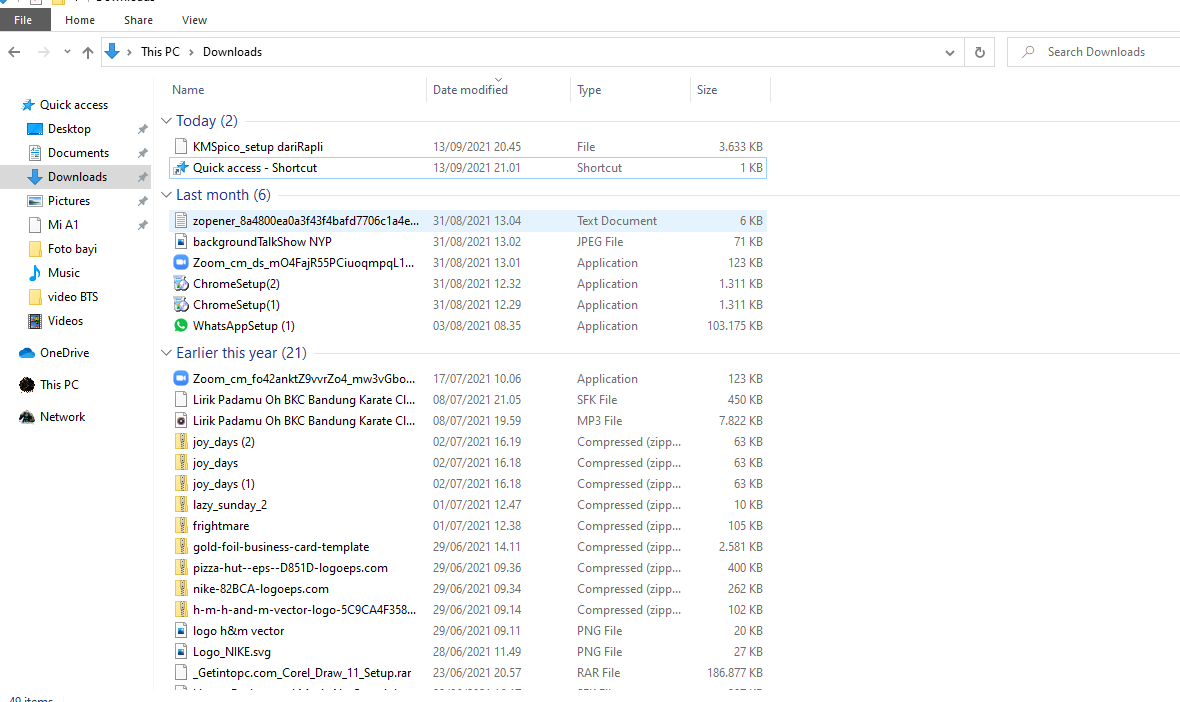 Downloads
File Home Share View
This PC Downloads Search Downloads
Name Date modified Type Size
Quick access
Desktop
Documents
Downloads
Pictures
Mi A1
Foto bayi
Music
video BTS
Videos
OneDrive
This PC
Network
Today (2)
KMSpico_setup dariRapli 13/09/2021 20.45 File 3.633 KB
Quick access - Shortcut 13/09/2021 21.01 Shortcut 1 KB
Last month (6)
zopener_8a4800ea0a3f43f4bafd7706c1a4e... 31/08/2021 13.04 Text Document 6 KB
backgroundTalkShow NYP 31/08/2021 13.02 JPEG File 71 KB
Zoom_cm_ds_mO4FajR55PCiuoqmpqL1... 31/08/2021 13.01 Application 123 KB
ChromeSetup(2) 31/08/2021 12.32 Application 1.311 KB
ChromeSetup(1) 31/08/2021 12.29 Application 1.311 KB
WhatsAppSetup (1) 03/08/2021 08.35 Application 103.175 KB
Earlier this year (21)
Zoom_cm_fo42anktZ9vvrZo4_mw3vGbo... 17/07/2021 10.06 Application 123 KB
Lirik Padamu Oh BKC Bandung Karate Cl... 08/07/2021 21.05 SFK File 450 KB
Lirik Padamu Oh BKC Bandung Karate Cl... 08/07/2021 19.59 MP3 File 7.822 KB
joy_days (2) 02/07/2021 16.19 Compressed (zipp... 63 KB
joy_days 02/07/2021 16.18 Compressed (zipp... 63 KB
joy_days (1) 02/07/2021 16.18 Compressed (zipp... 63 KB
lazy_sunday_2 01/07/2021 12.47 Compressed (zipp... 10 KB
frightmare 01/07/2021 12.38 Compressed (zipp... 105 KB
gold-foil-business-card-template 29/06/2021 14.11 Compressed (zipp... 2.581 KB
pizza-hut--eps--D851D-logoeps.com 29/06/2021 09.36 Compressed (zipp... 400 KB
nike-82BCA-logoeps.com 29/06/2021 09.34 Compressed (zipp... 262 KB
h-m-h-and-m-vector-logo-5C9CA4F358... 29/06/2021 09.14 Compressed (zipp... 102 KB
logo h&m vector 29/06/2021 09.11 PNG File 20 KB
Logo_NIKE.svg 28/06/2021 11.49 PNG File 27 KB
_Getintopc.com_Corel_Draw_11_Setup.rar 23/06/2021 20.57 RAR File 186.877 KB
49 items